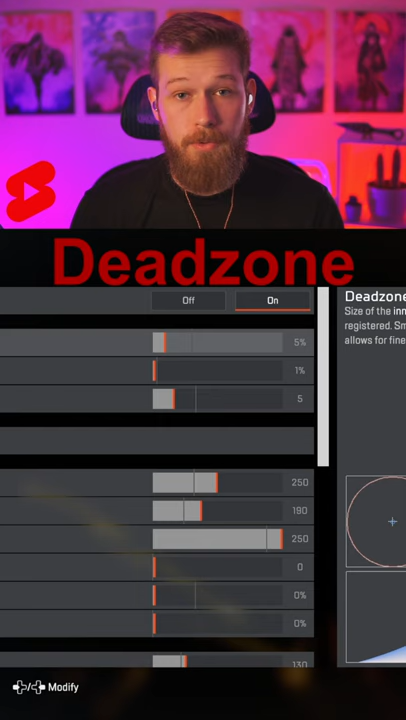 Deadzone
Off On
Deadzone
Size of the inn
registered. Sm
allows for fine
5%
1%
5
250
180
250
0
0%
0%
130
Modify